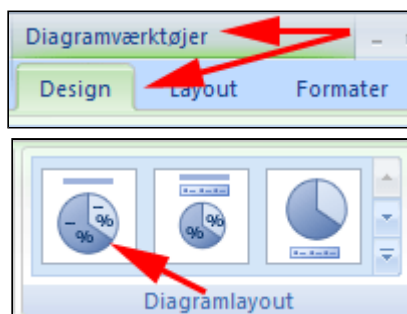 Diagramværktøjer
Design Layout Formater
%
%
% %
Diagramlayout